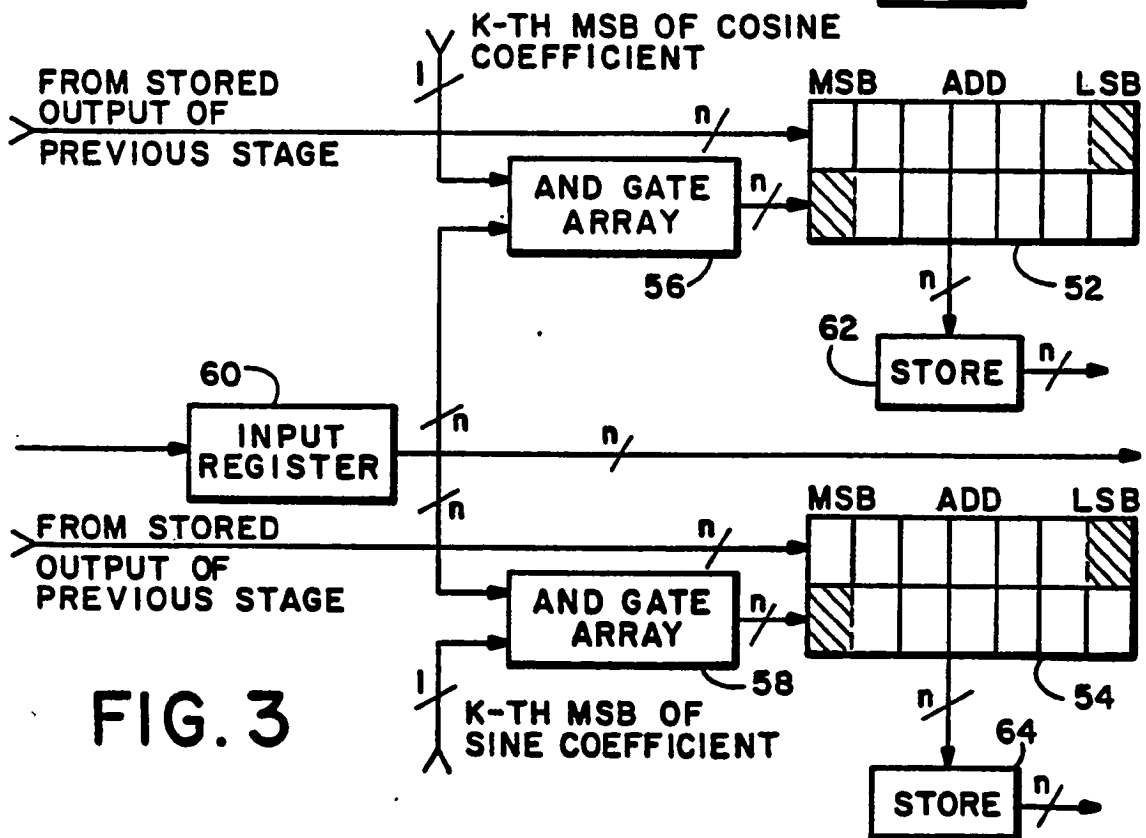 K-TH MSB OF COSINE
COEFFICIENT
1
FROM STORED
OUTPUT OF
PREVIOUS STAGE
n
MSB ADD LSB
AND GATE
ARRAY
n
56
52
n
62
STORE
n
60
INPUT
REGISTER
n
n
n
FROM STORED
OUTPUT OF
PREVIOUS STAGE
n
MSB ADD LSB
AND GATE
ARRAY
n
58
54
1
K-TH MSB OF
SINE COEFFICIENT
n
64
STORE
n
FIG. 3